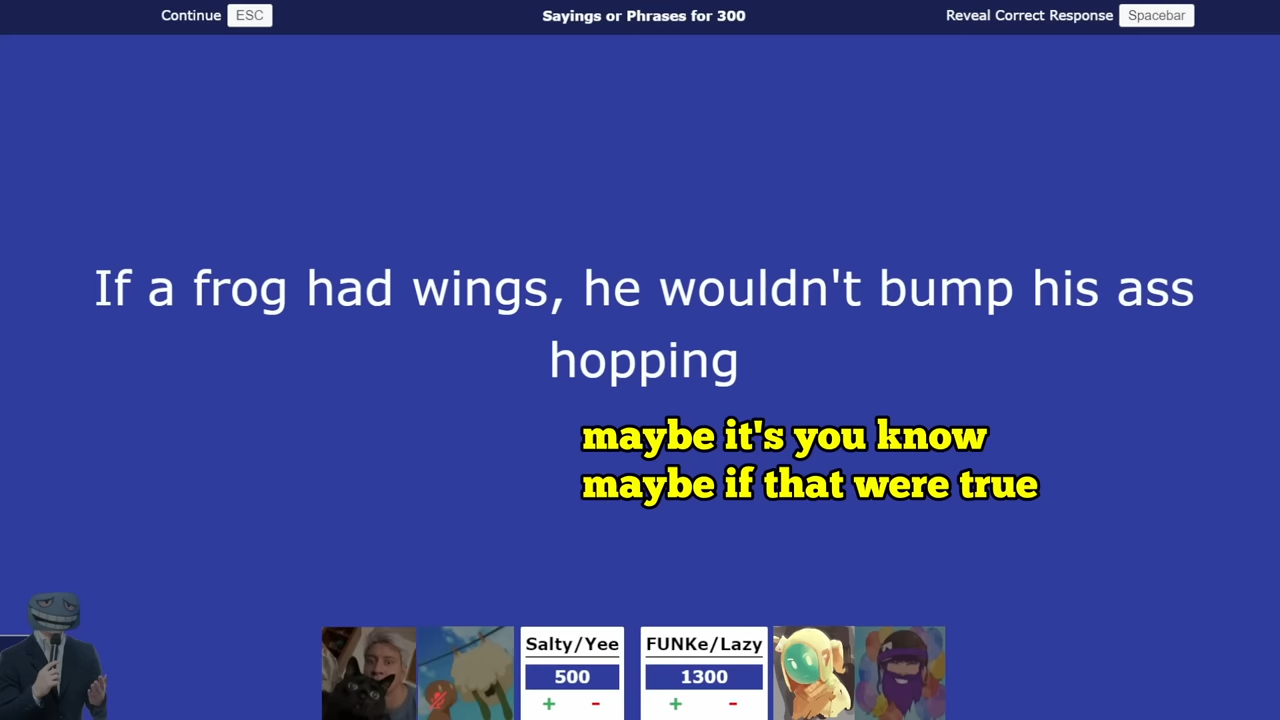 Continue ESC
Sayings or Phrases for 300
Reveal Correct Response Spacebar
If a frog had wings, he wouldn't bump his ass
hopping
maybe it's you know
maybe if that were true
Salty/Yee
500
+ -
FUNKe/Lazy
1300
+ -